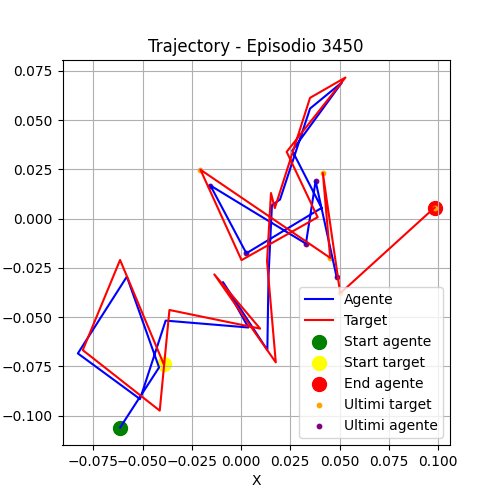 Trajectory - Episodio 3450
0.075
0.050
0.025
0.000
−0.025
−0.050
−0.075
−0.100
Agente
Target
Start agente
Start target
End agente
Ultimi target
Ultimi agente
−0.075 −0.050 −0.025 0.000 0.025 0.050 0.075 0.100
X